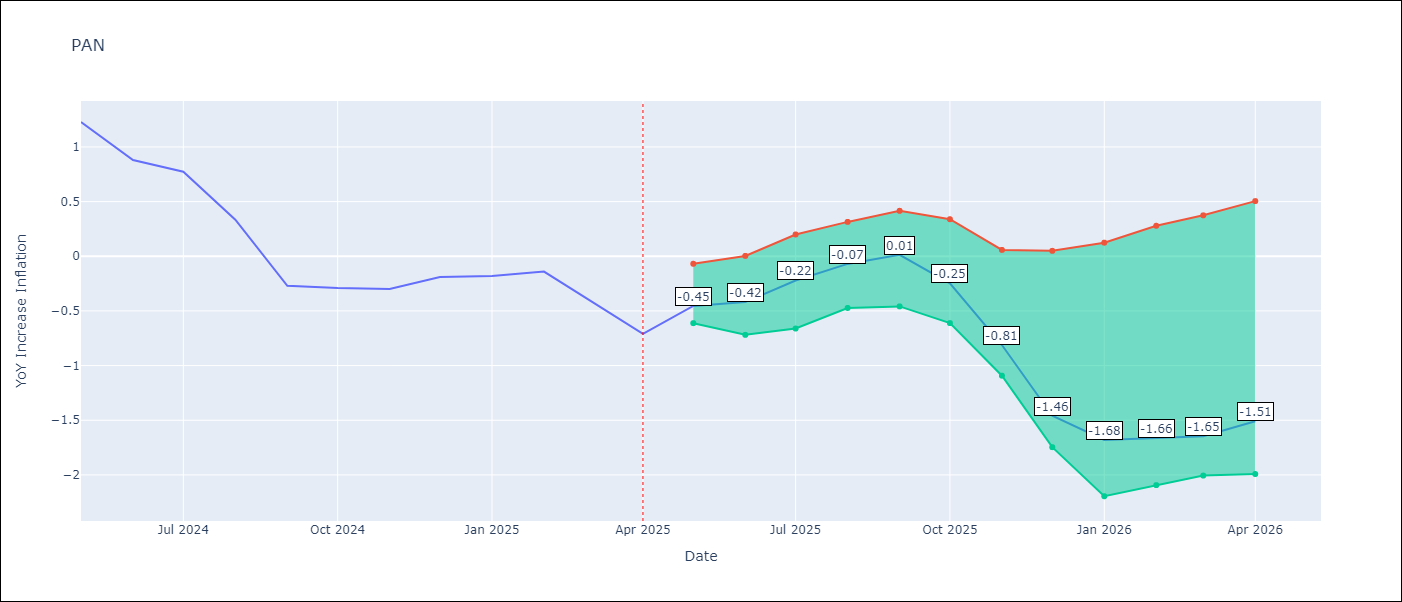 PAN
YoY Increase Inflation
1
0.5
0
−0.5
−1
−1.5
−2
-0.45
-0.42
-0.22
-0.07
0.01
-0.25
-0.81
-1.46
-1.68
-1.66
-1.65
-1.51
Jul 2024
Oct 2024
Jan 2025
Apr 2025
Jul 2025
Oct 2025
Jan 2026
Apr 2026
Date